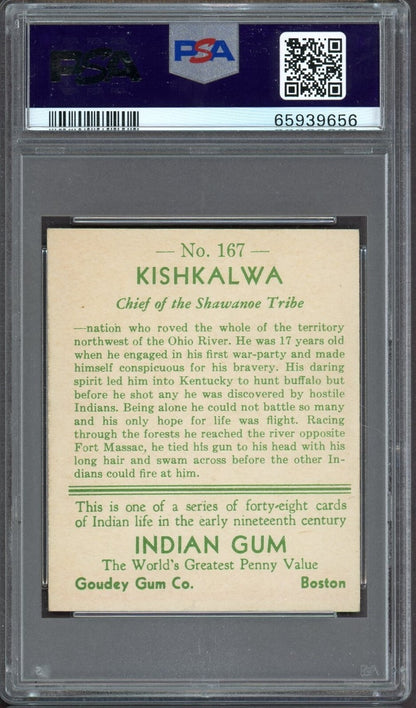 PSA
PSA
65939656
— No. 167 —
KISHKALWA
Chief of the Shawanoe Tribe
—nation who roved the whole of the territory
northwest of the Ohio River. He was 17 years old
when he engaged in his first war-party and made
himself conspicuous for his bravery. His daring
spirit led him into Kentucky to hunt buffalo but
before he shot any he was discovered by hostile
Indians. Being alone he could not battle so many
and his only hope for life was flight. Racing
through the forests he reached the river opposite
Fort Massac, he tied his gun to his head with his
long hair and swam across before the other In-
dians could fire at him.
This is one of a series of forty-eight cards
of Indian life in the early nineteenth century
INDIAN GUM
The World's Greatest Penny Value
Goudey Gum Co. Boston
PSA